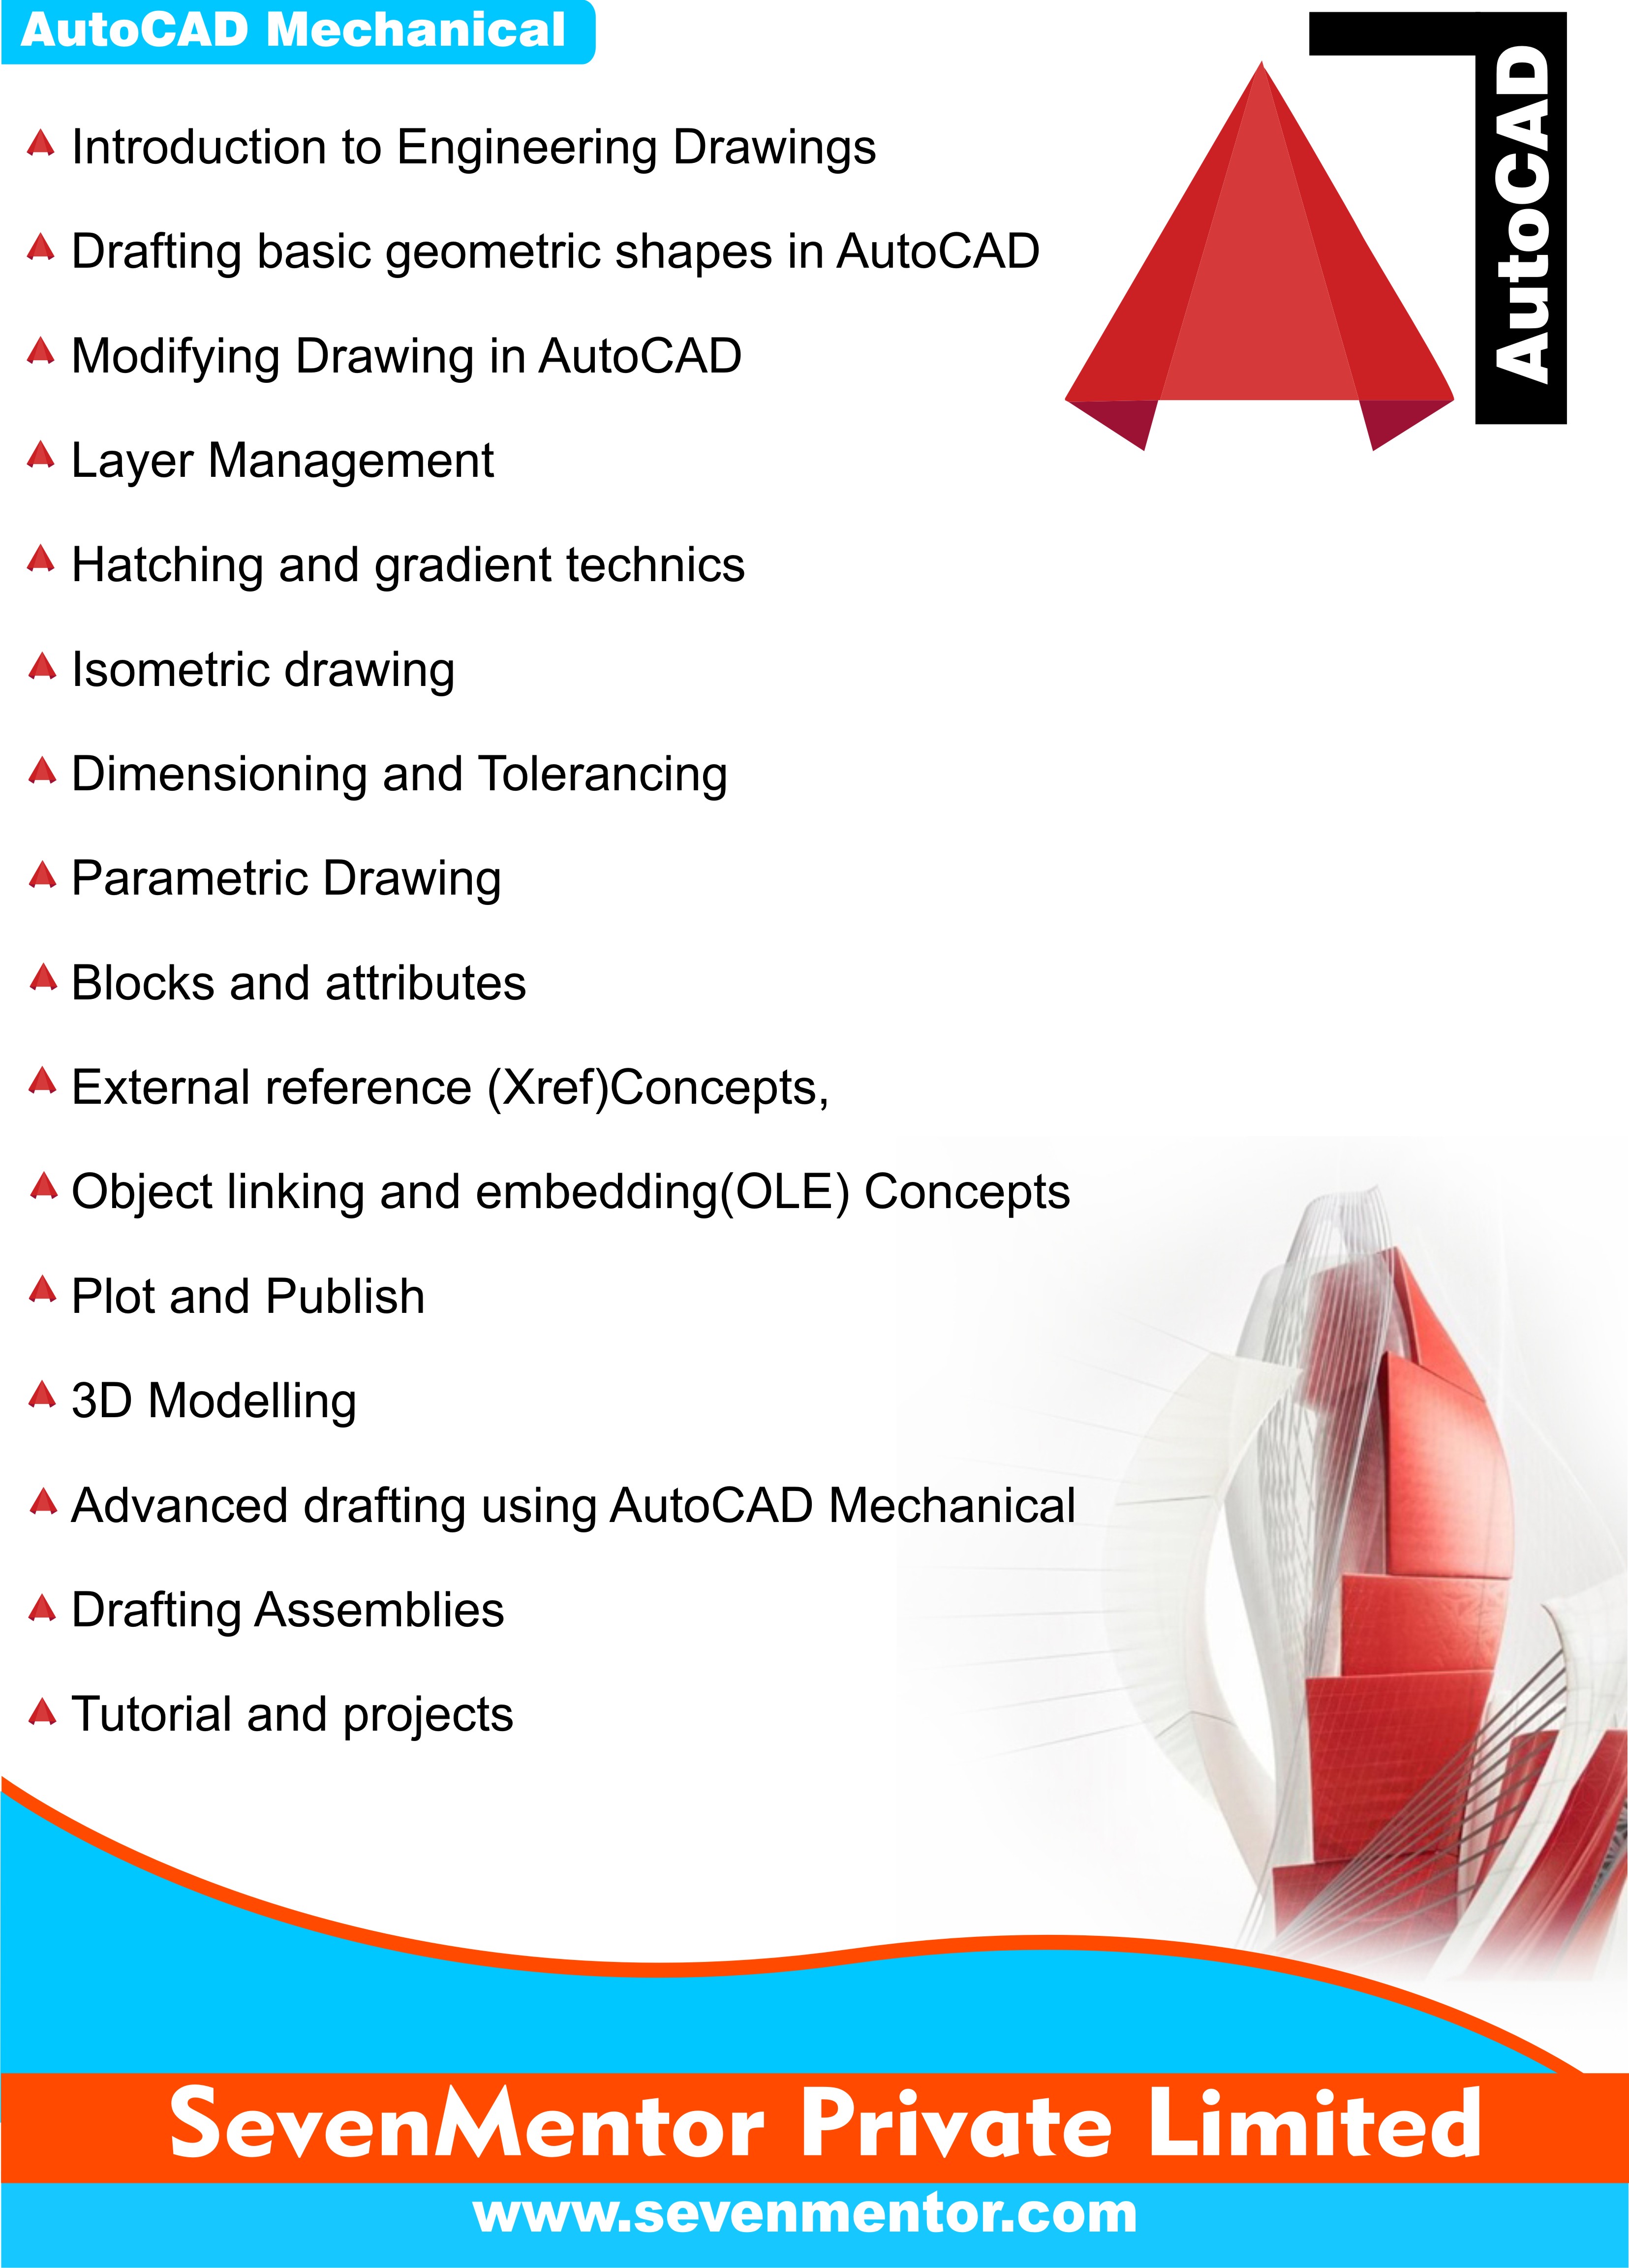 AutoCAD Mechanical
AutoCAD
Introduction to Engineering Drawings
Drafting basic geometric shapes in AutoCAD
Modifying Drawing in AutoCAD
Layer Management
Hatching and gradient technics
Isometric drawing
Dimensioning and Tolerancing
Parametric Drawing
Blocks and attributes
External reference (Xref)Concepts,
Object linking and embedding(OLE) Concepts
Plot and Publish
3D Modelling
Advanced drafting using AutoCAD Mechanical
Drafting Assemblies
Tutorial and projects
SevenMentor Private Limited
www.sevenmentor.com